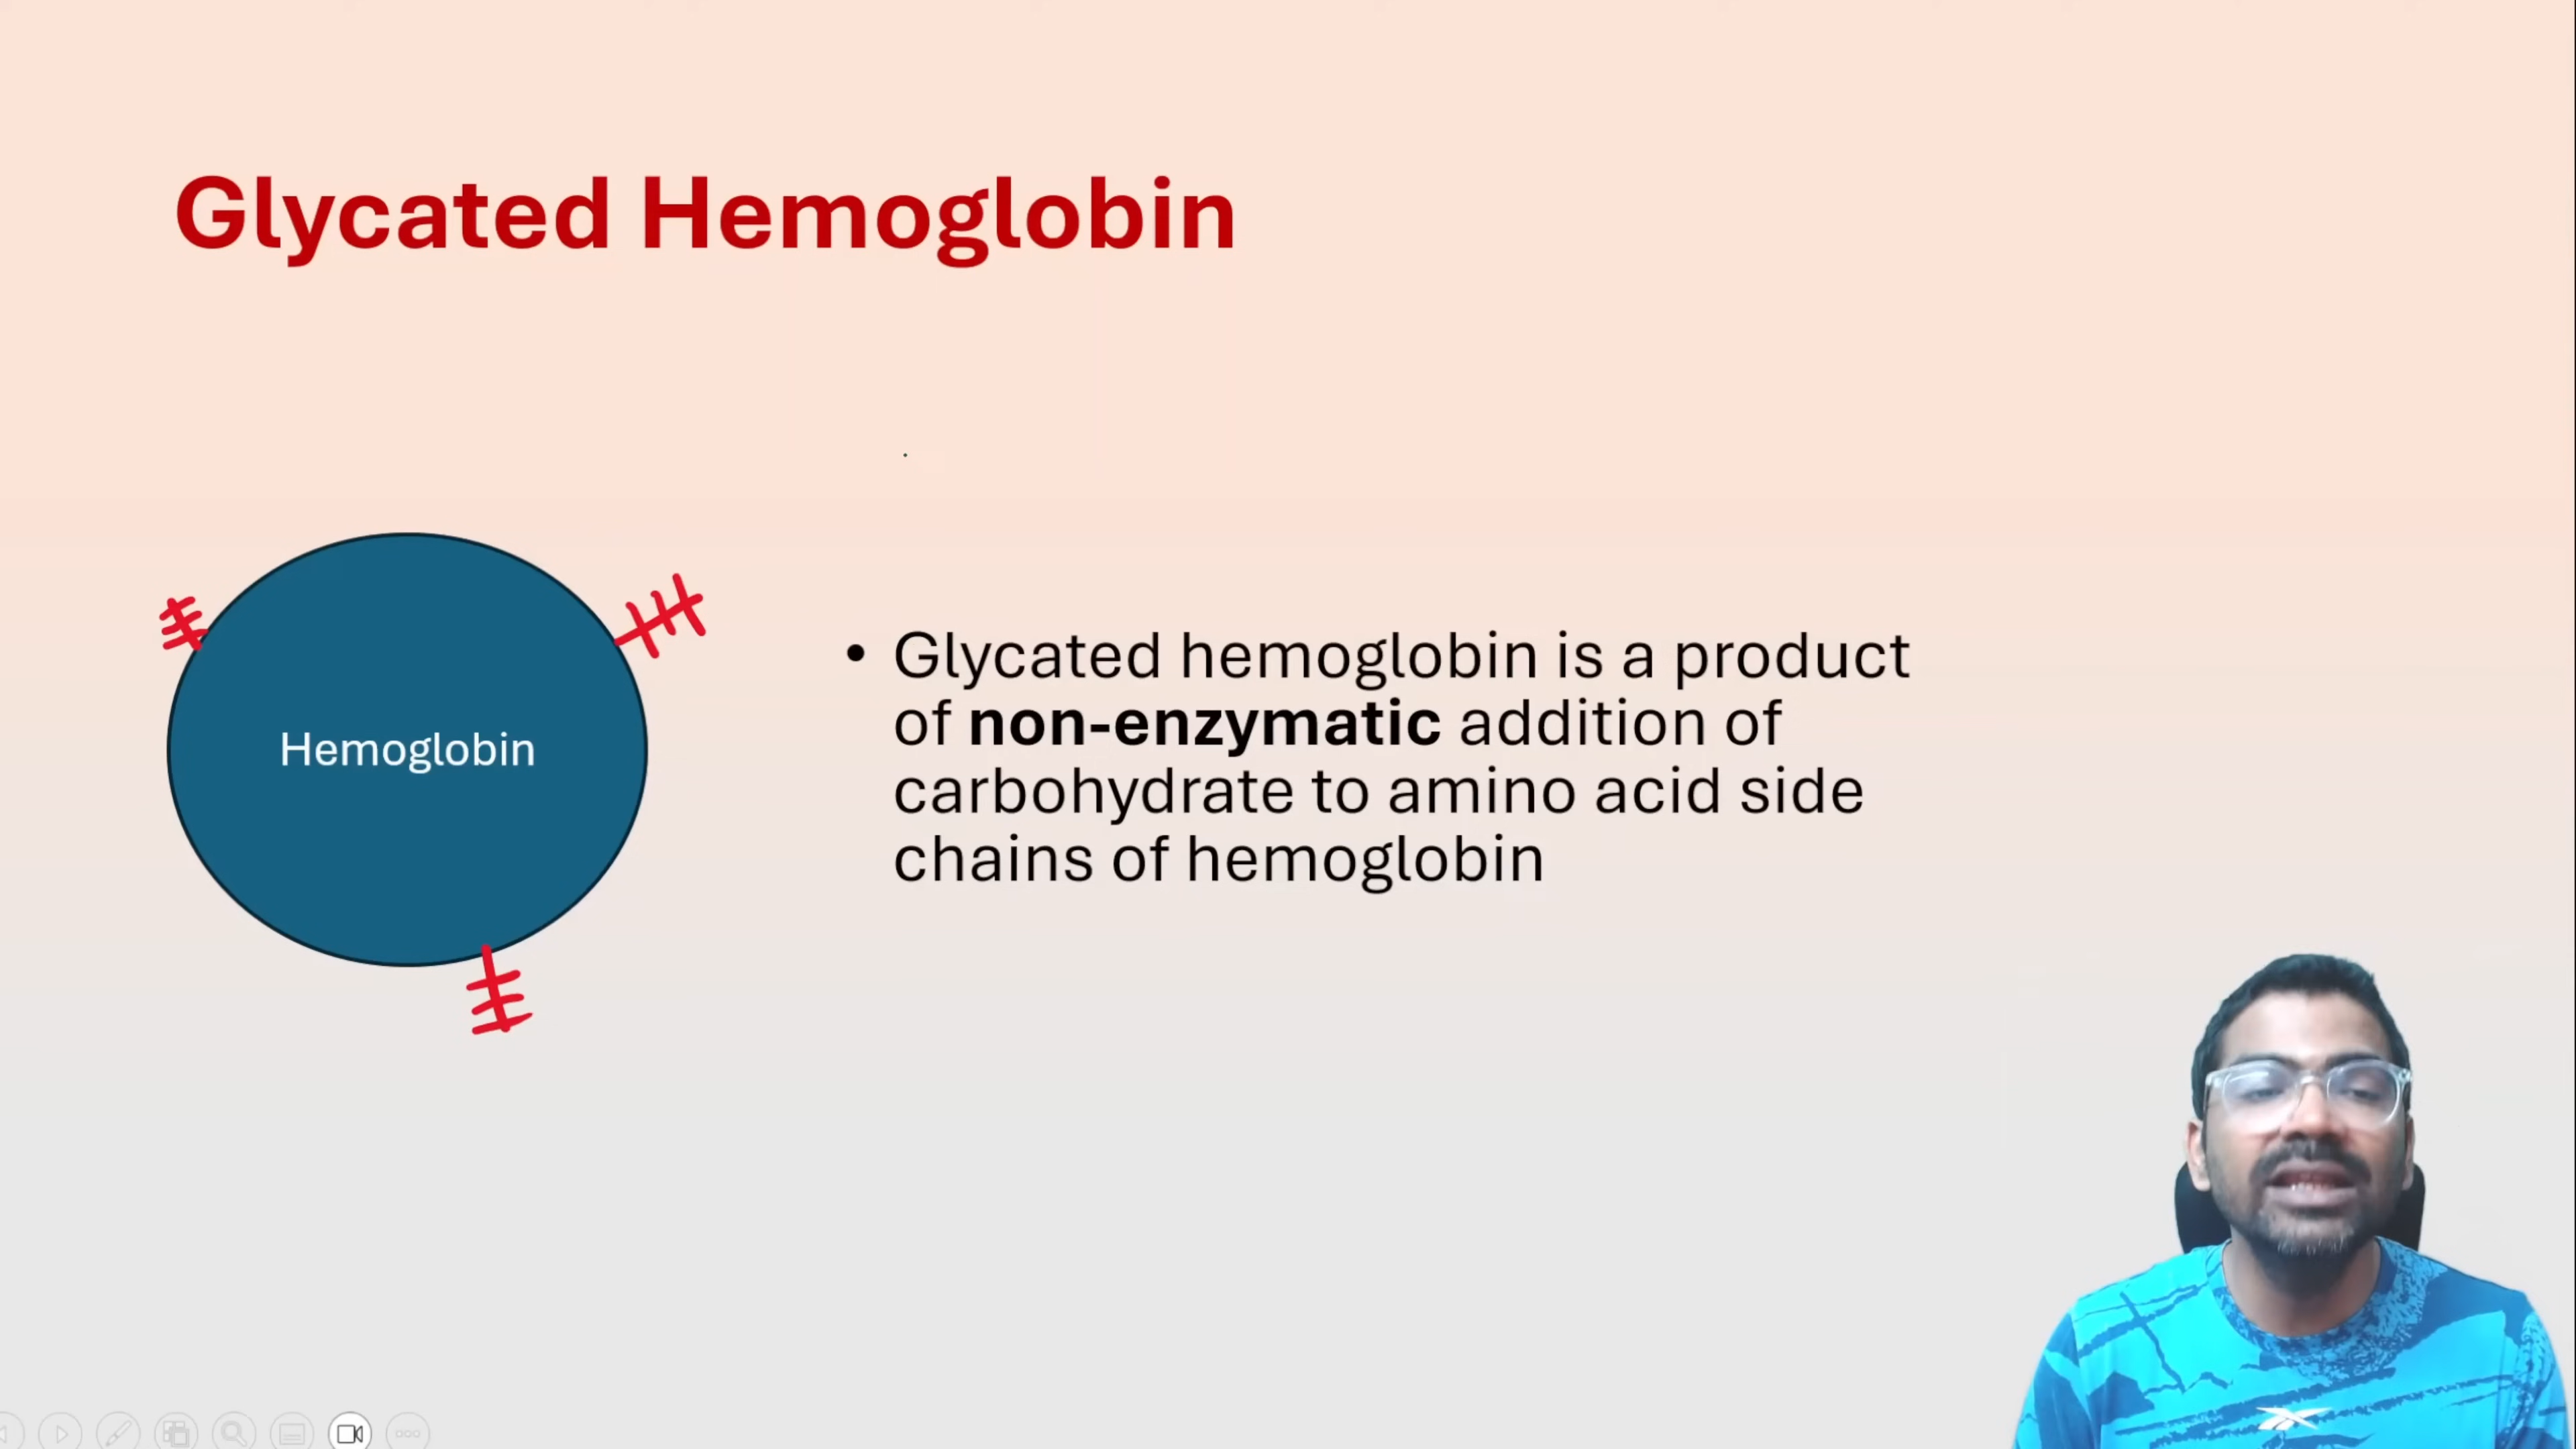 Glycated Hemoglobin
Hemoglobin
• Glycated hemoglobin is a product
of non-enzymatic addition of
carbohydrate to amino acid side
chains of hemoglobin